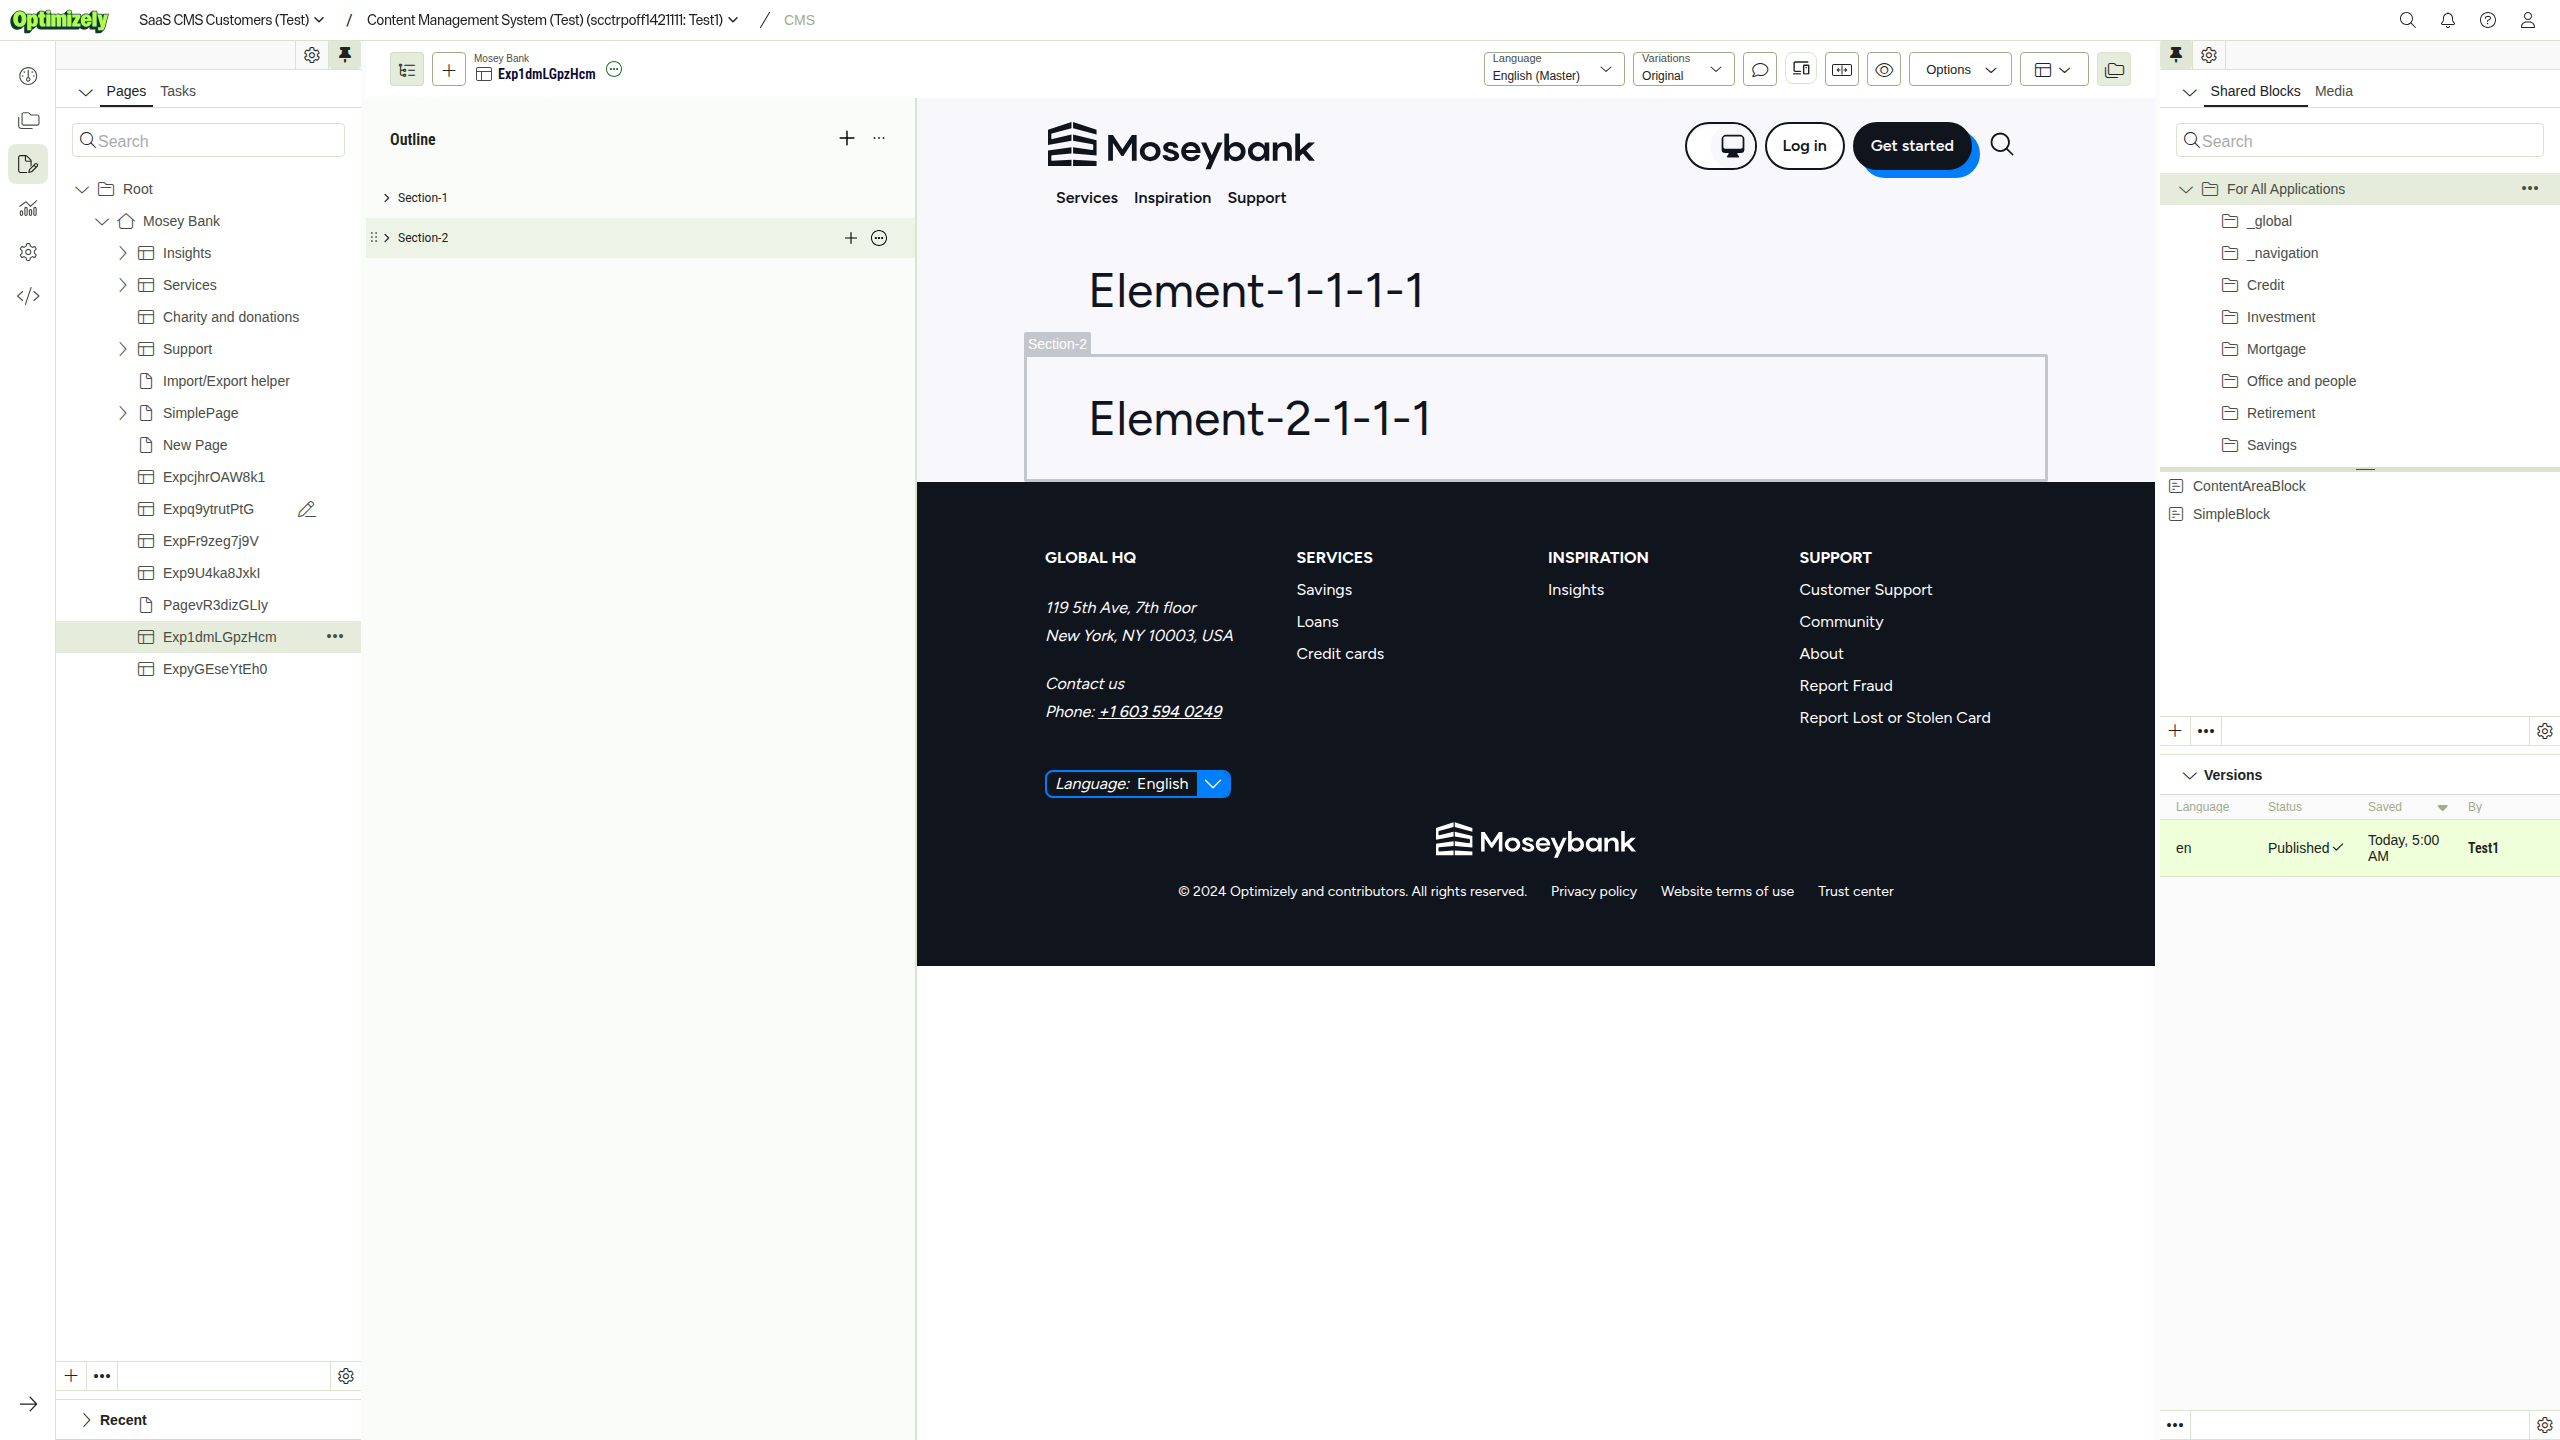 Optimizely
SaaS CMS Customers (Test) / Content Management System (Test) (scctrpoff1421111: Test1) / CMS
Pages Tasks
Search
Root
Mosey Bank
Insights
Services
Charity and donations
Support
Import/Export helper
SimplePage
New Page
ExpcjhrOAW8k1
Expq9ytrutPtG
ExpFr9zeg7j9V
Exp9U4ka8JxkI
PagevR3dizGLIy
Exp1dmLGpzHcm
ExpyGEseYtEh0
Recent
Mosey Bank
Exp1dmLGpzHcm
Language
English (Master)
Variations
Original
Options
Outline
Section-1
Section-2
Moseybank
Log in
Get started
Services Inspiration Support
Element-1-1-1-1
Section-2
Element-2-1-1-1
GLOBAL HQ
119 5th Ave, 7th floor
New York, NY 10003, USA
Contact us
Phone: +1 603 594 0249
SERVICES
Savings
Loans
Credit cards
INSPIRATION
Insights
SUPPORT
Customer Support
Community
About
Report Fraud
Report Lost or Stolen Card
Language: English
Moseybank
© 2024 Optimizely and contributors. All rights reserved. Privacy policy Website terms of use Trust center
Shared Blocks Media
Search
For All Applications
_global
_navigation
Credit
Investment
Mortgage
Office and people
Retirement
Savings
ContentAreaBlock
SimpleBlock
Versions
Language Status Saved By
en Published Today, 5:00 AM Test1